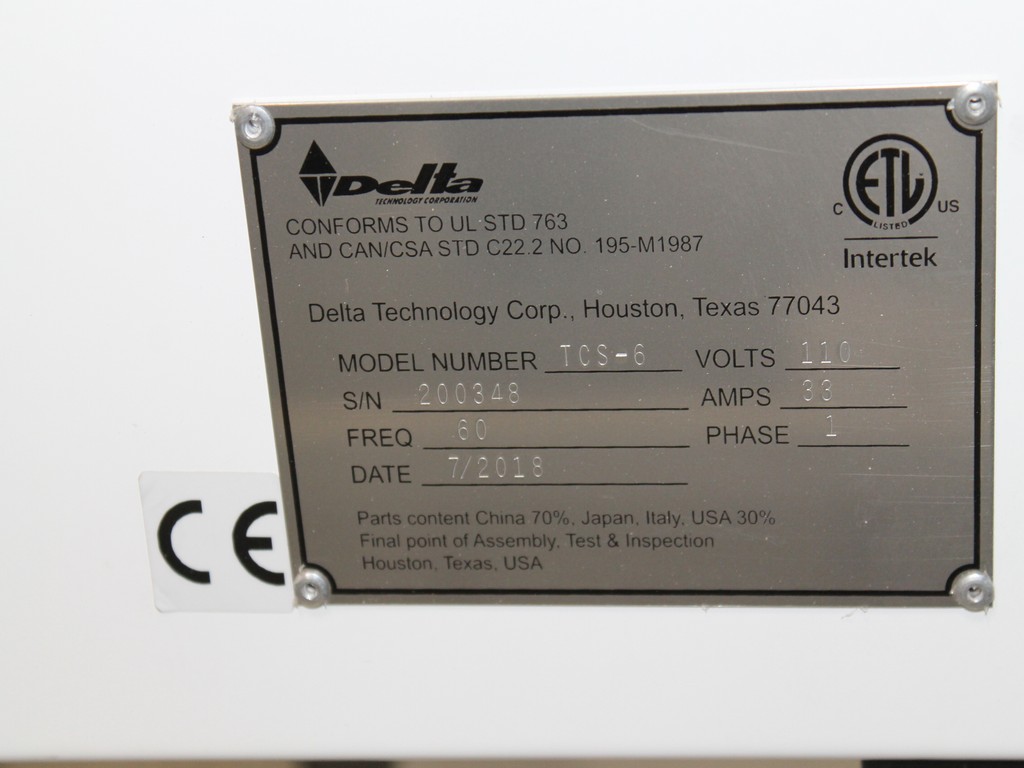 Delta
TECHNOLOGY CORPORATION
CONFORMS TO UL STD 763
AND CAN/CSA STD C22.2 NO. 195-M1987
ETL
C US
LISTED
Intertek
Delta Technology Corp., Houston, Texas 77043
MODEL NUMBER TCS-6 VOLTS 110
S/N 200348 AMPS 33
FREQ 60 PHASE 1
DATE 7/2018
Parts content China 70%, Japan, Italy, USA 30%
Final point of Assembly, Test & Inspection
Houston, Texas, USA
CE